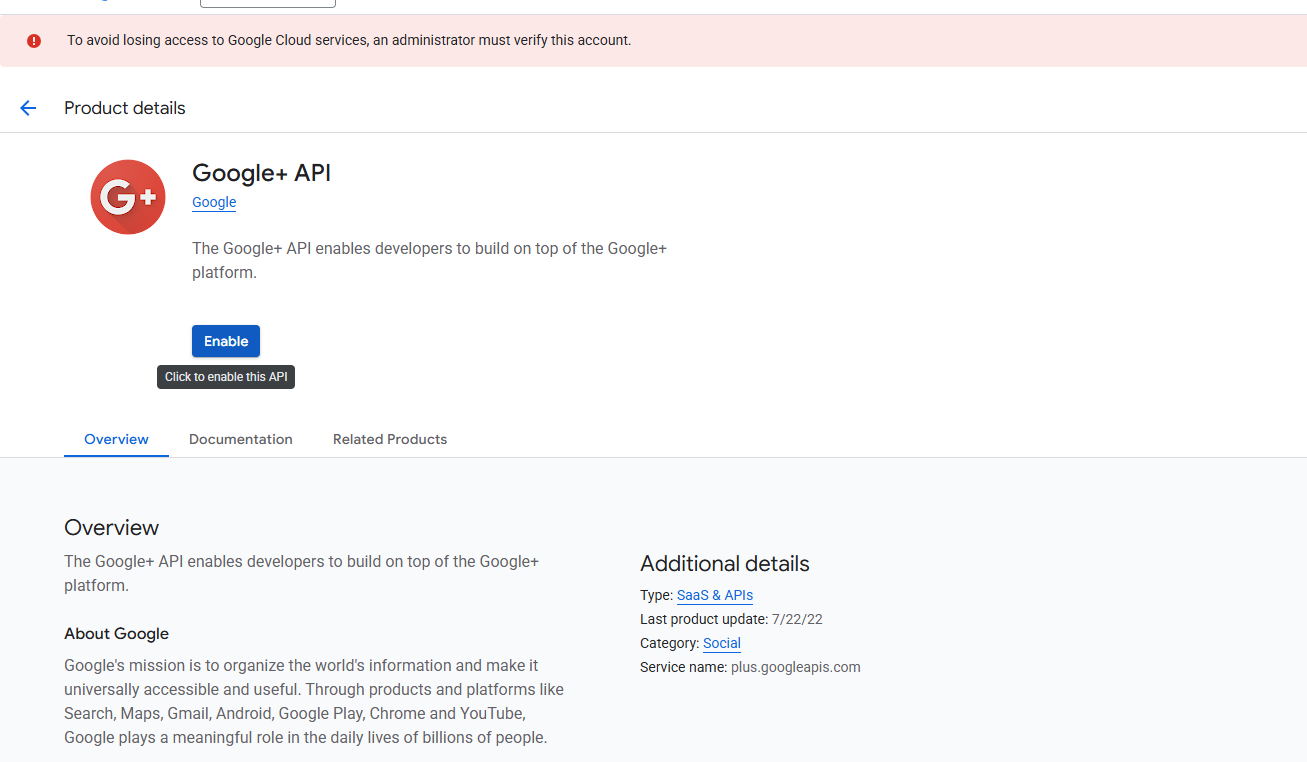 To avoid losing access to Google Cloud services, an administrator must verify this account.
Product details
G+
Google+ API
Google
The Google+ API enables developers to build on top of the Google+
platform.
Enable
Click to enable this API
Overview
Documentation
Related Products
Overview
The Google+ API enables developers to build on top of the Google+
platform.
About Google
Google's mission is to organize the world's information and make it
universally accessible and useful. Through products and platforms like
Search, Maps, Gmail, Android, Google Play, Chrome and YouTube,
Google plays a meaningful role in the daily lives of billions of people.
Additional details
Type: SaaS & APIs
Last product update: 7/22/22
Category: Social
Service name: plus.googleapis.com